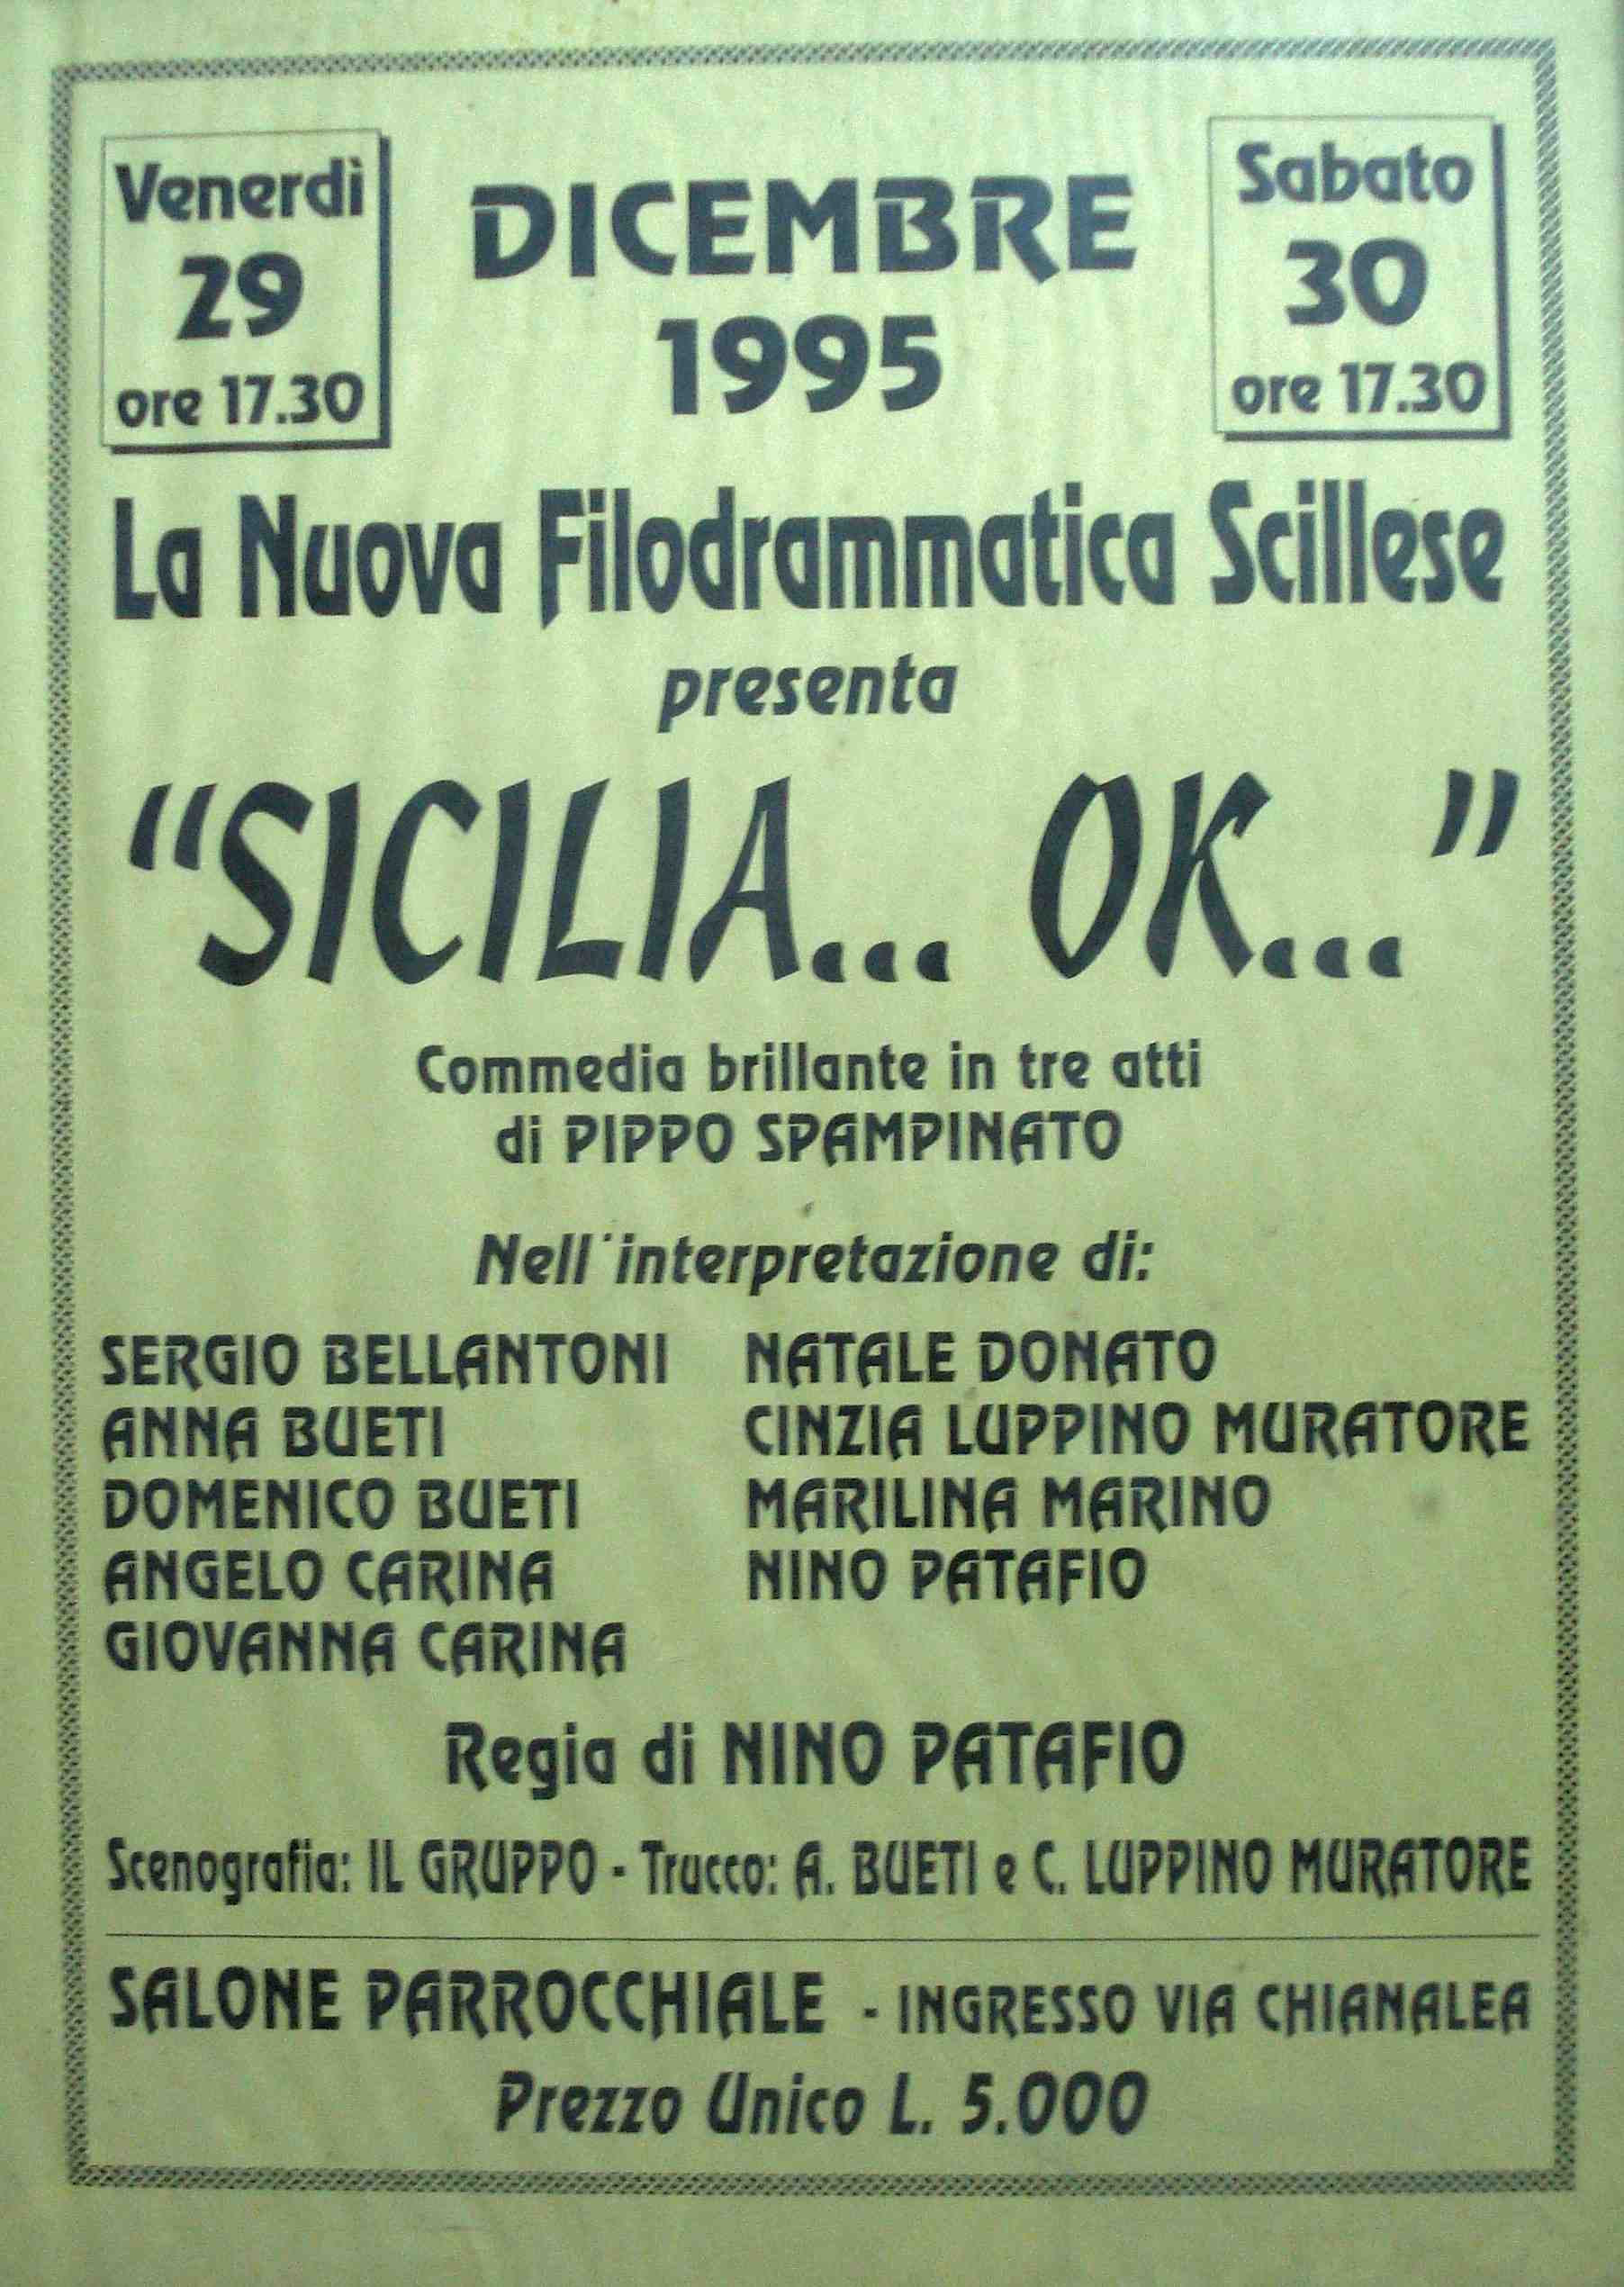 Venerdì
29
ore 17.30
DICEMBRE
1995
Sabato
30
ore 17.30
La Nuova Filodrammatica Scillese
presenta
“SICILIA... OK...”
Commedia brillante in tre atti
di PIPPO SPAMPINATO
Nell'interpretazione di:
SERGIO BELLANTONI
ANNA BUETI
DOMENICO BUETI
ANGELO CARINA
GIOVANNA CARINA
NATALE DONATO
CINZIA LUPPINO MURATORE
MARILINA MARINO
NINO PATAFIO
Regia di NINO PATAFIO
Scenografia: IL GRUPPO - Trucco: A. BUETI e C. LUPPINO MURATORE
SALONE PARROCCHIALE - INGRESSO VIA CHIANALEA
Prezzo Unico L. 5.000